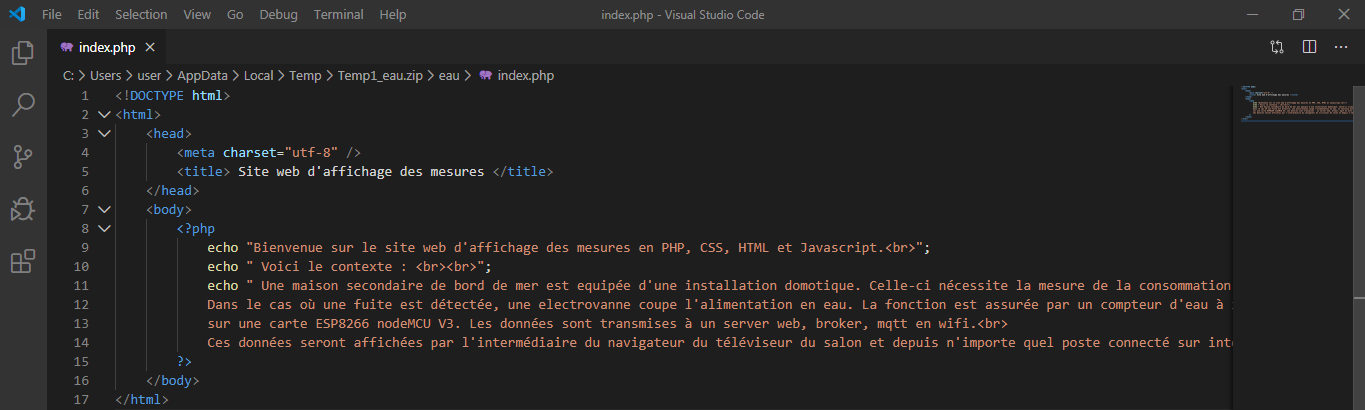 File Edit Selection View Go Debug Terminal Help index.php - Visual Studio Code
index.php
C: > Users > user > AppData > Local > Temp > Temp1_eau.zip > eau > index.php
1 <!DOCTYPE html>
2 <html>
3 <head>
4 <meta charset="utf-8" />
5 <title> Site web d'affichage des mesures </title>
6 </head>
7 <body>
8 <?php
9 echo "Bienvenue sur le site web d'affichage des mesures en PHP, CSS, HTML et Javascript.<br>";
10 echo " Voici le contexte : <br><br>";
11 echo " Une maison secondaire de bord de mer est equipée d'une installation domotique. Celle-ci nécessite la mesure de la consommation
12 Dans le cas où une fuite est détectée, une electrovanne coupe l'alimentation en eau. La fonction est assurée par un compteur d'eau à
13 sur une carte ESP8266 nodeMCU V3. Les données sont transmises à un server web, broker, mqtt en wifi.<br>
14 Ces données seront affichées par l'intermédiaire du navigateur du téléviseur du salon et depuis n'importe quel poste connecté sur inte
15 ?>
16 </body>
17 </html>